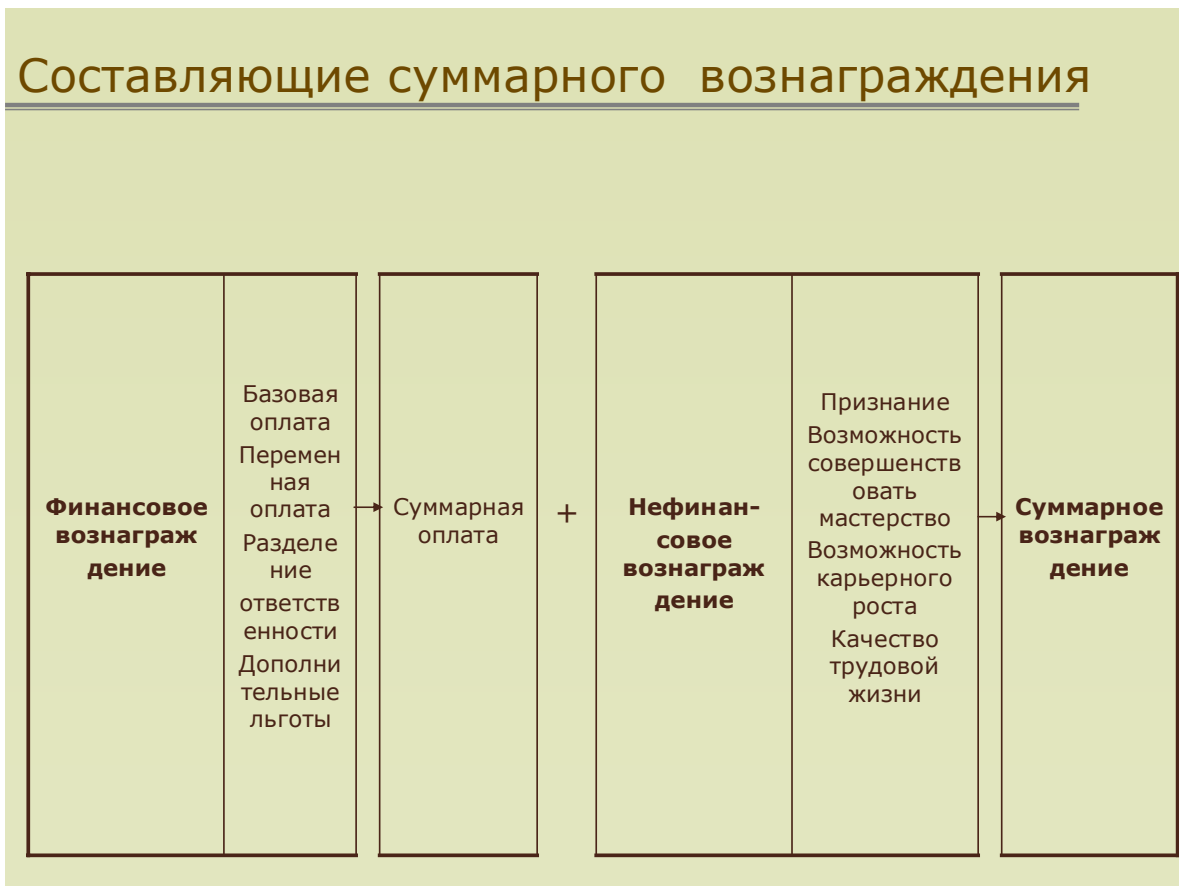 Составляющие суммарного вознаграждения
Финансовое
вознаграж
дение
Базовая
оплата
Перемен
ная
оплата
Разделе
ние
ответств
енности
Дополни
тельные
льготы
Суммарная
оплата
+
Нефинан-
совое
вознаграж
дение
Признание
Возможность
совершенств
овать
мастерство
Возможность
карьерного
роста
Качество
трудовой
жизни
Суммарное
вознаграж
дение